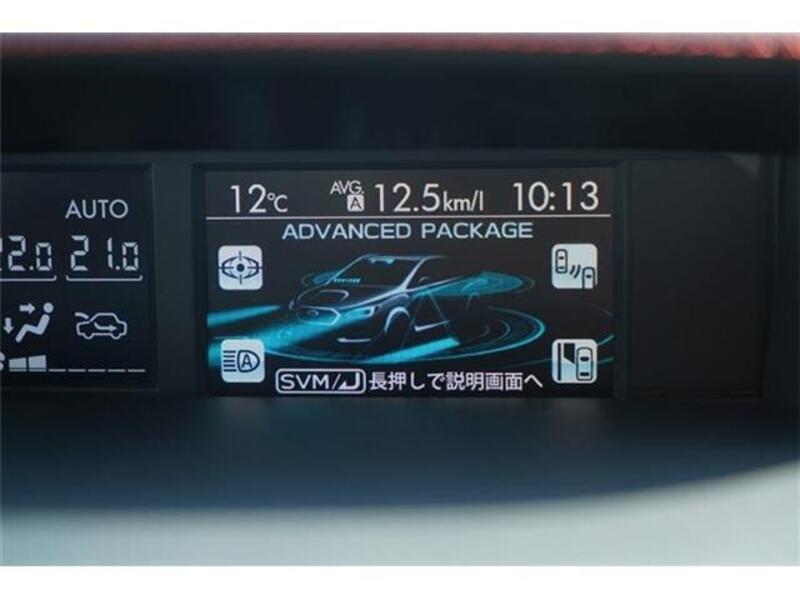 12℃ AVG. A 12.5km/l 10:13
ADVANCED PACKAGE
AUTO
22.0 21.0
A
SVM/ 長押しで説明画面へ